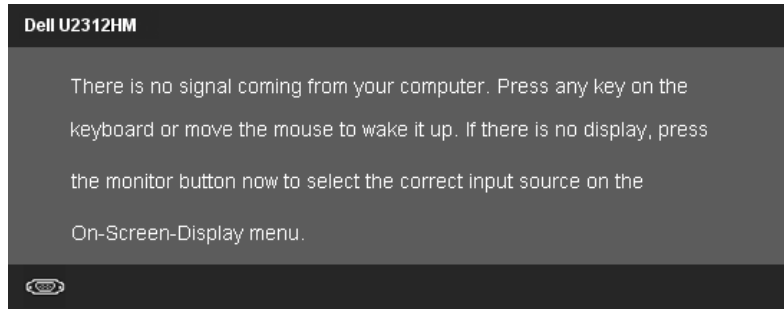 Dell U2312HM
There is no signal coming from your computer. Press any key on the
keyboard or move the mouse to wake it up. If there is no display, press
the monitor button now to select the correct input source on the
On-Screen-Display menu.